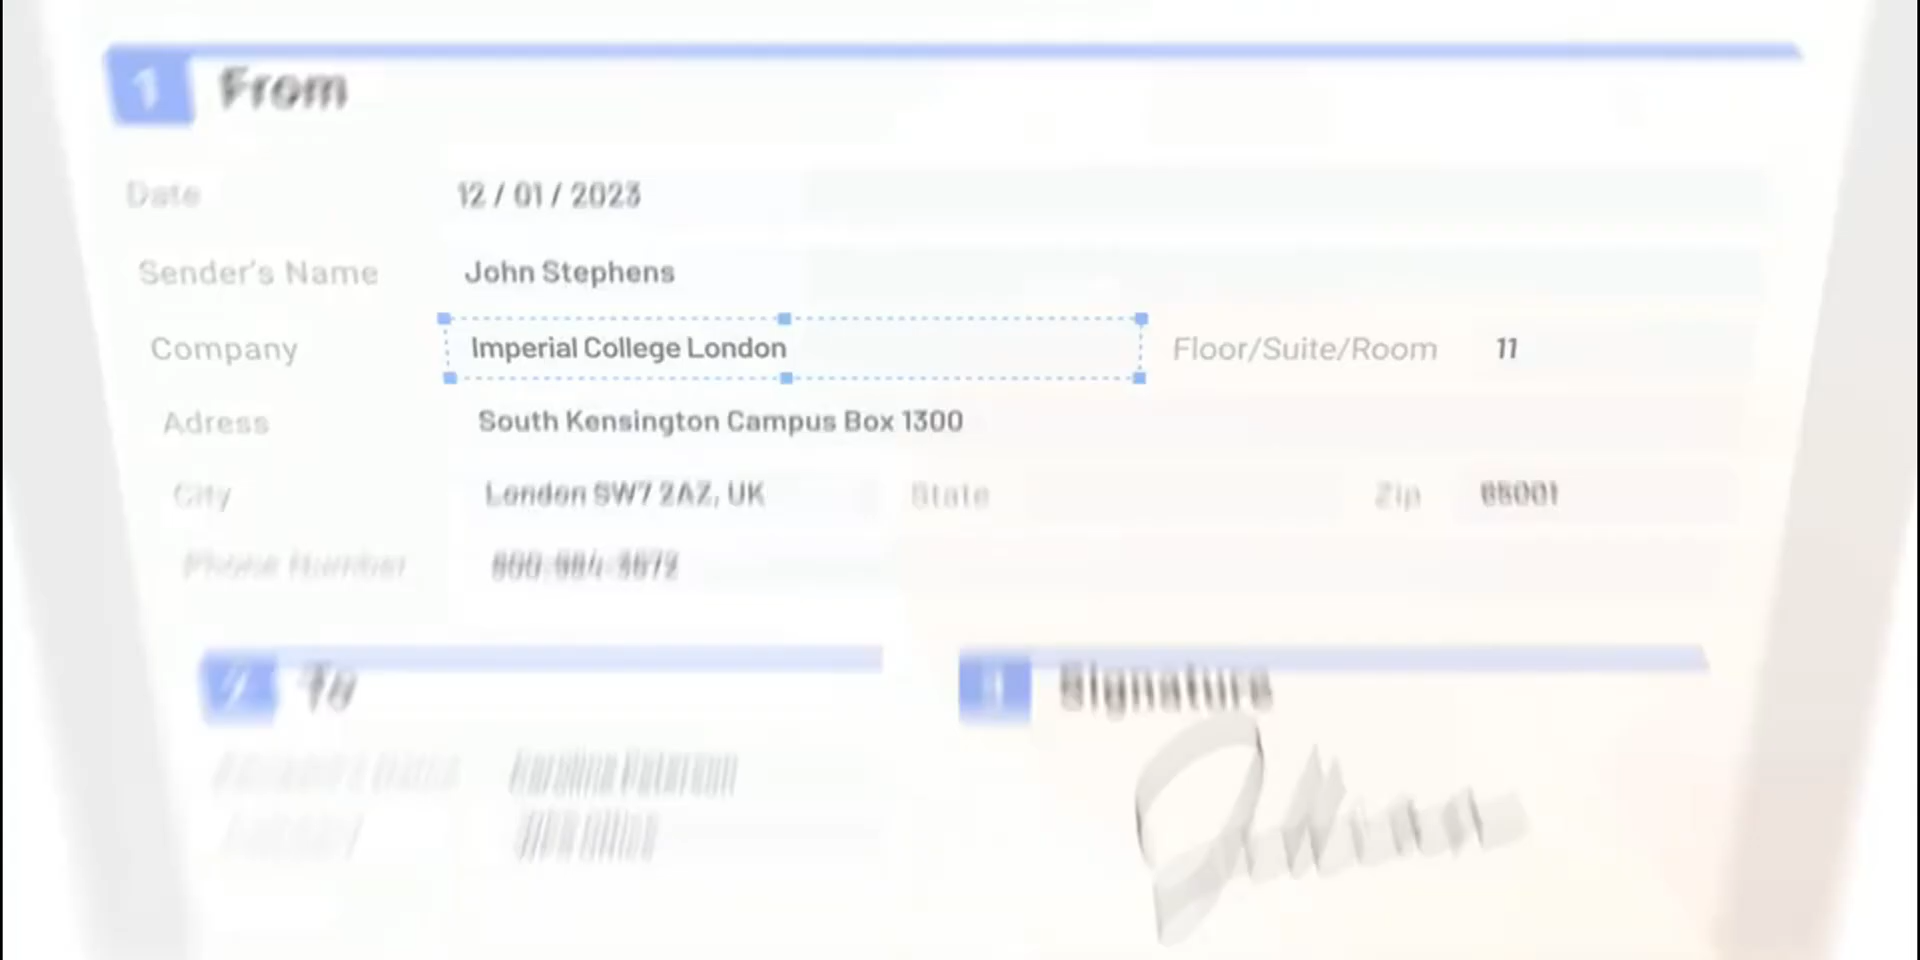 1 From
Date 12 / 01 / 2023
Sender's Name John Stephens
Company Imperial College London Floor/Suite/Room 11
Adress South Kensington Campus Box 1300
City London SW7 2AZ, UK State Zip
Phone Number
2 To Signature